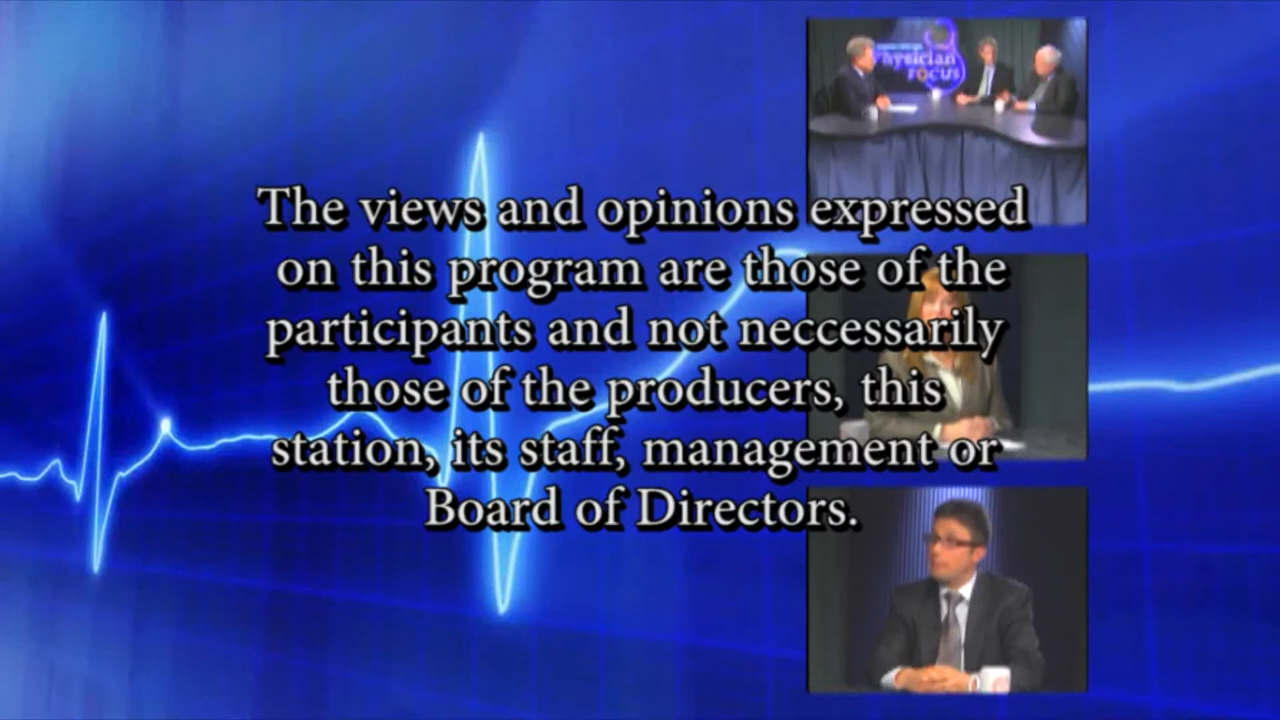 Physician
FOCUS
The views and opinions expressed
on this program are those of the
participants and not neccessarily
those of the producers, this
station, its staff, management or
Board of Directors.